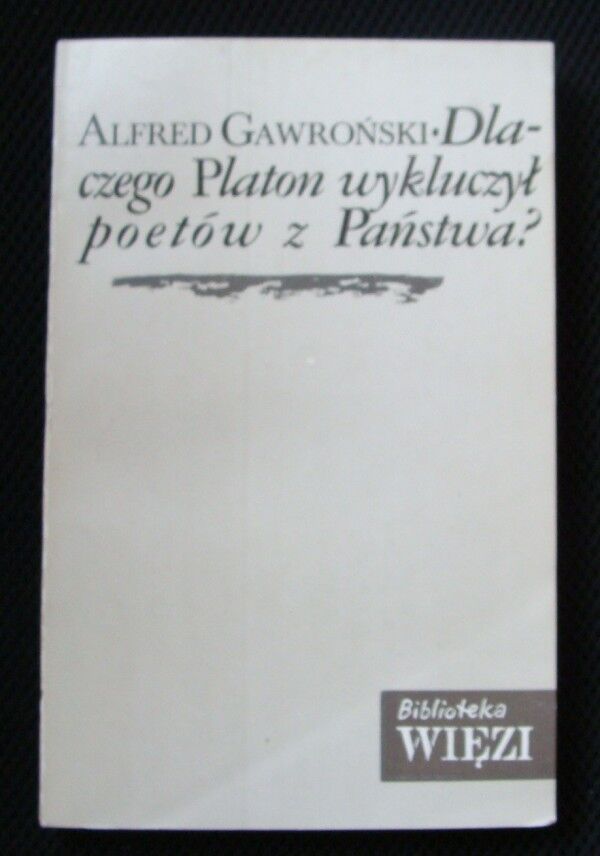 ALFRED GAWROŃSKI•Dla-
czego Platon wykluczył
poetów z Państwa?
Biblioteka
WIĘZI